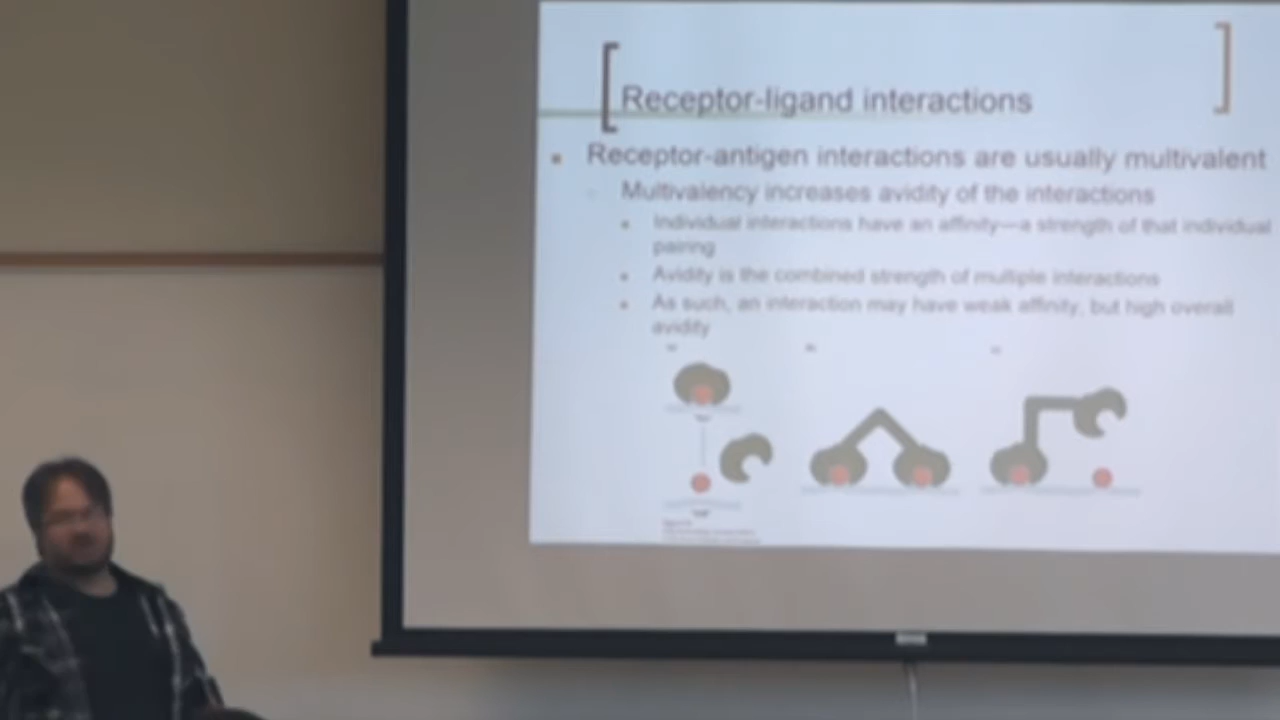 Receptor-ligand interactions
Receptor-antigen interactions are usually multivalent
Multivalency increases avidity of the interactions
Individual interactions have an affinity—a strength of that individual
pairing
Avidity is the combined strength of multiple interactions
As such, an interaction may have weak affinity, but high overall
avidity